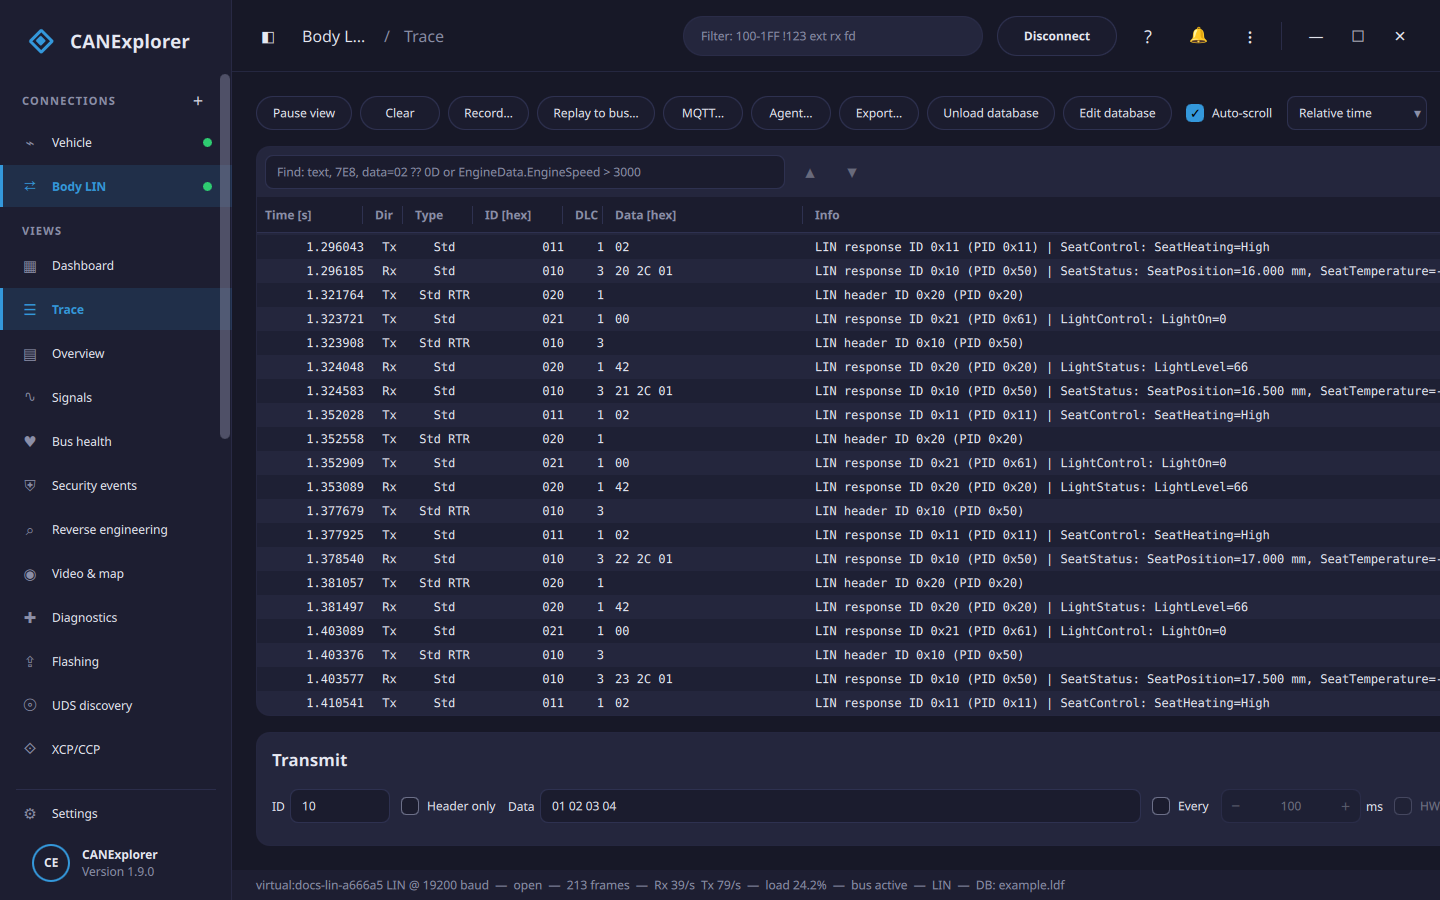 CANExplorer
Body L... / Trace
Filter: 100-1FF !123 ext rx fd
Disconnect
?
CONNECTIONS +
Vehicle
Body LIN
VIEWS
Dashboard
Trace
Overview
Signals
Bus health
Security events
Reverse engineering
Video & map
Diagnostics
Flashing
UDS discovery
XCP/CCP
Settings
CE
CANExplorer
Version 1.9.0
Pause view Clear Record... Replay to bus... MQTT... Agent... Export... Unload database Edit database Auto-scroll Relative time
Find: text, 7E8, data=02 ?? 0D or EngineData.EngineSpeed > 3000
Time [s] Dir Type ID [hex] DLC Data [hex] Info
1.296043 Tx Std 011 1 02 LIN response ID 0x11 (PID 0x11) | SeatControl: SeatHeating=High
1.296185 Rx Std 010 3 20 2C 01 LIN response ID 0x10 (PID 0x50) | SeatStatus: SeatPosition=16.000 mm, SeatTemperature=-
1.321764 Tx Std RTR 020 1 LIN header ID 0x20 (PID 0x20)
1.323721 Tx Std 021 1 00 LIN response ID 0x21 (PID 0x61) | LightControl: LightOn=0
1.323908 Tx Std RTR 010 3 LIN header ID 0x10 (PID 0x50)
1.324048 Rx Std 020 1 42 LIN response ID 0x20 (PID 0x20) | LightStatus: LightLevel=66
1.324583 Rx Std 010 3 21 2C 01 LIN response ID 0x10 (PID 0x50) | SeatStatus: SeatPosition=16.500 mm, SeatTemperature=-
1.352028 Tx Std 011 1 02 LIN response ID 0x11 (PID 0x11) | SeatControl: SeatHeating=High
1.352558 Tx Std RTR 020 1 LIN header ID 0x20 (PID 0x20)
1.352909 Tx Std 021 1 00 LIN response ID 0x21 (PID 0x61) | LightControl: LightOn=0
1.353089 Rx Std 020 1 42 LIN response ID 0x20 (PID 0x20) | LightStatus: LightLevel=66
1.377679 Tx Std RTR 010 3 LIN header ID 0x10 (PID 0x50)
1.377925 Tx Std 011 1 02 LIN response ID 0x11 (PID 0x11) | SeatControl: SeatHeating=High
1.378540 Rx Std 010 3 22 2C 01 LIN response ID 0x10 (PID 0x50) | SeatStatus: SeatPosition=17.000 mm, SeatTemperature=-
1.381057 Tx Std RTR 020 1 LIN header ID 0x20 (PID 0x20)
1.381497 Rx Std 020 1 42 LIN response ID 0x20 (PID 0x20) | LightStatus: LightLevel=66
1.403089 Tx Std 021 1 00 LIN response ID 0x21 (PID 0x61) | LightControl: LightOn=0
1.403376 Tx Std RTR 010 3 LIN header ID 0x10 (PID 0x50)
1.403577 Rx Std 010 3 23 2C 01 LIN response ID 0x10 (PID 0x50) | SeatStatus: SeatPosition=17.500 mm, SeatTemperature=-
1.410541 Tx Std 011 1 02 LIN response ID 0x11 (PID 0x11) | SeatControl: SeatHeating=High
Transmit
ID 10 Header only Data 01 02 03 04 Every − 100 + ms HW
virtual:docs-lin-a666a5 LIN @ 19200 baud — open — 213 frames — Rx 39/s Tx 79/s — load 24.2% — bus active — LIN — DB: example.ldf